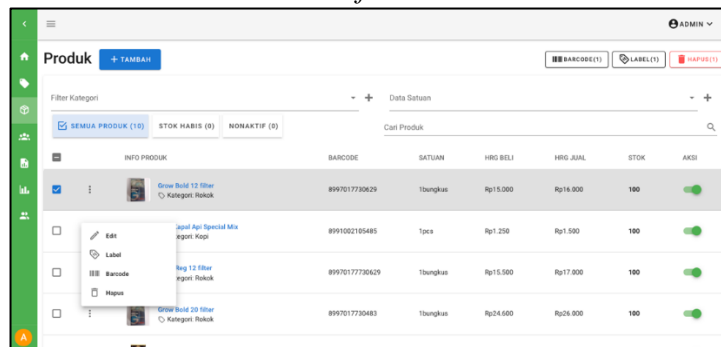 ADMIN
Produk
+ TAMBAH
BARCODE(1)
LABEL(1)
HAPUS(1)
Filter Kategori
+
Data Satuan
+
SEMUA PRODUK (10)
STOK HABIS (0)
NONAKTIF (0)
Cari Produk
INFO PRODUK BARCODE SATUAN HRG BELI HRG JUAL STOK AKSI
Grow Bold 12 filter
Kategori: Rokok
8997017730629 1bungkus Rp15.000 Rp16.000 100
Kapal Api Special Mix
egori: Kopi
8991002105485 1pcs Rp1.250 Rp1.500 100
Edit
Label
Barcode
Hapus
Reg 12 filter
egori: Rokok
89970177730629 1bungkus Rp15.500 Rp17.000 100
Grow Bold 20 filter
Kategori: Rokok
8997017730483 1bungkus Rp24.600 Rp26.000 100
A